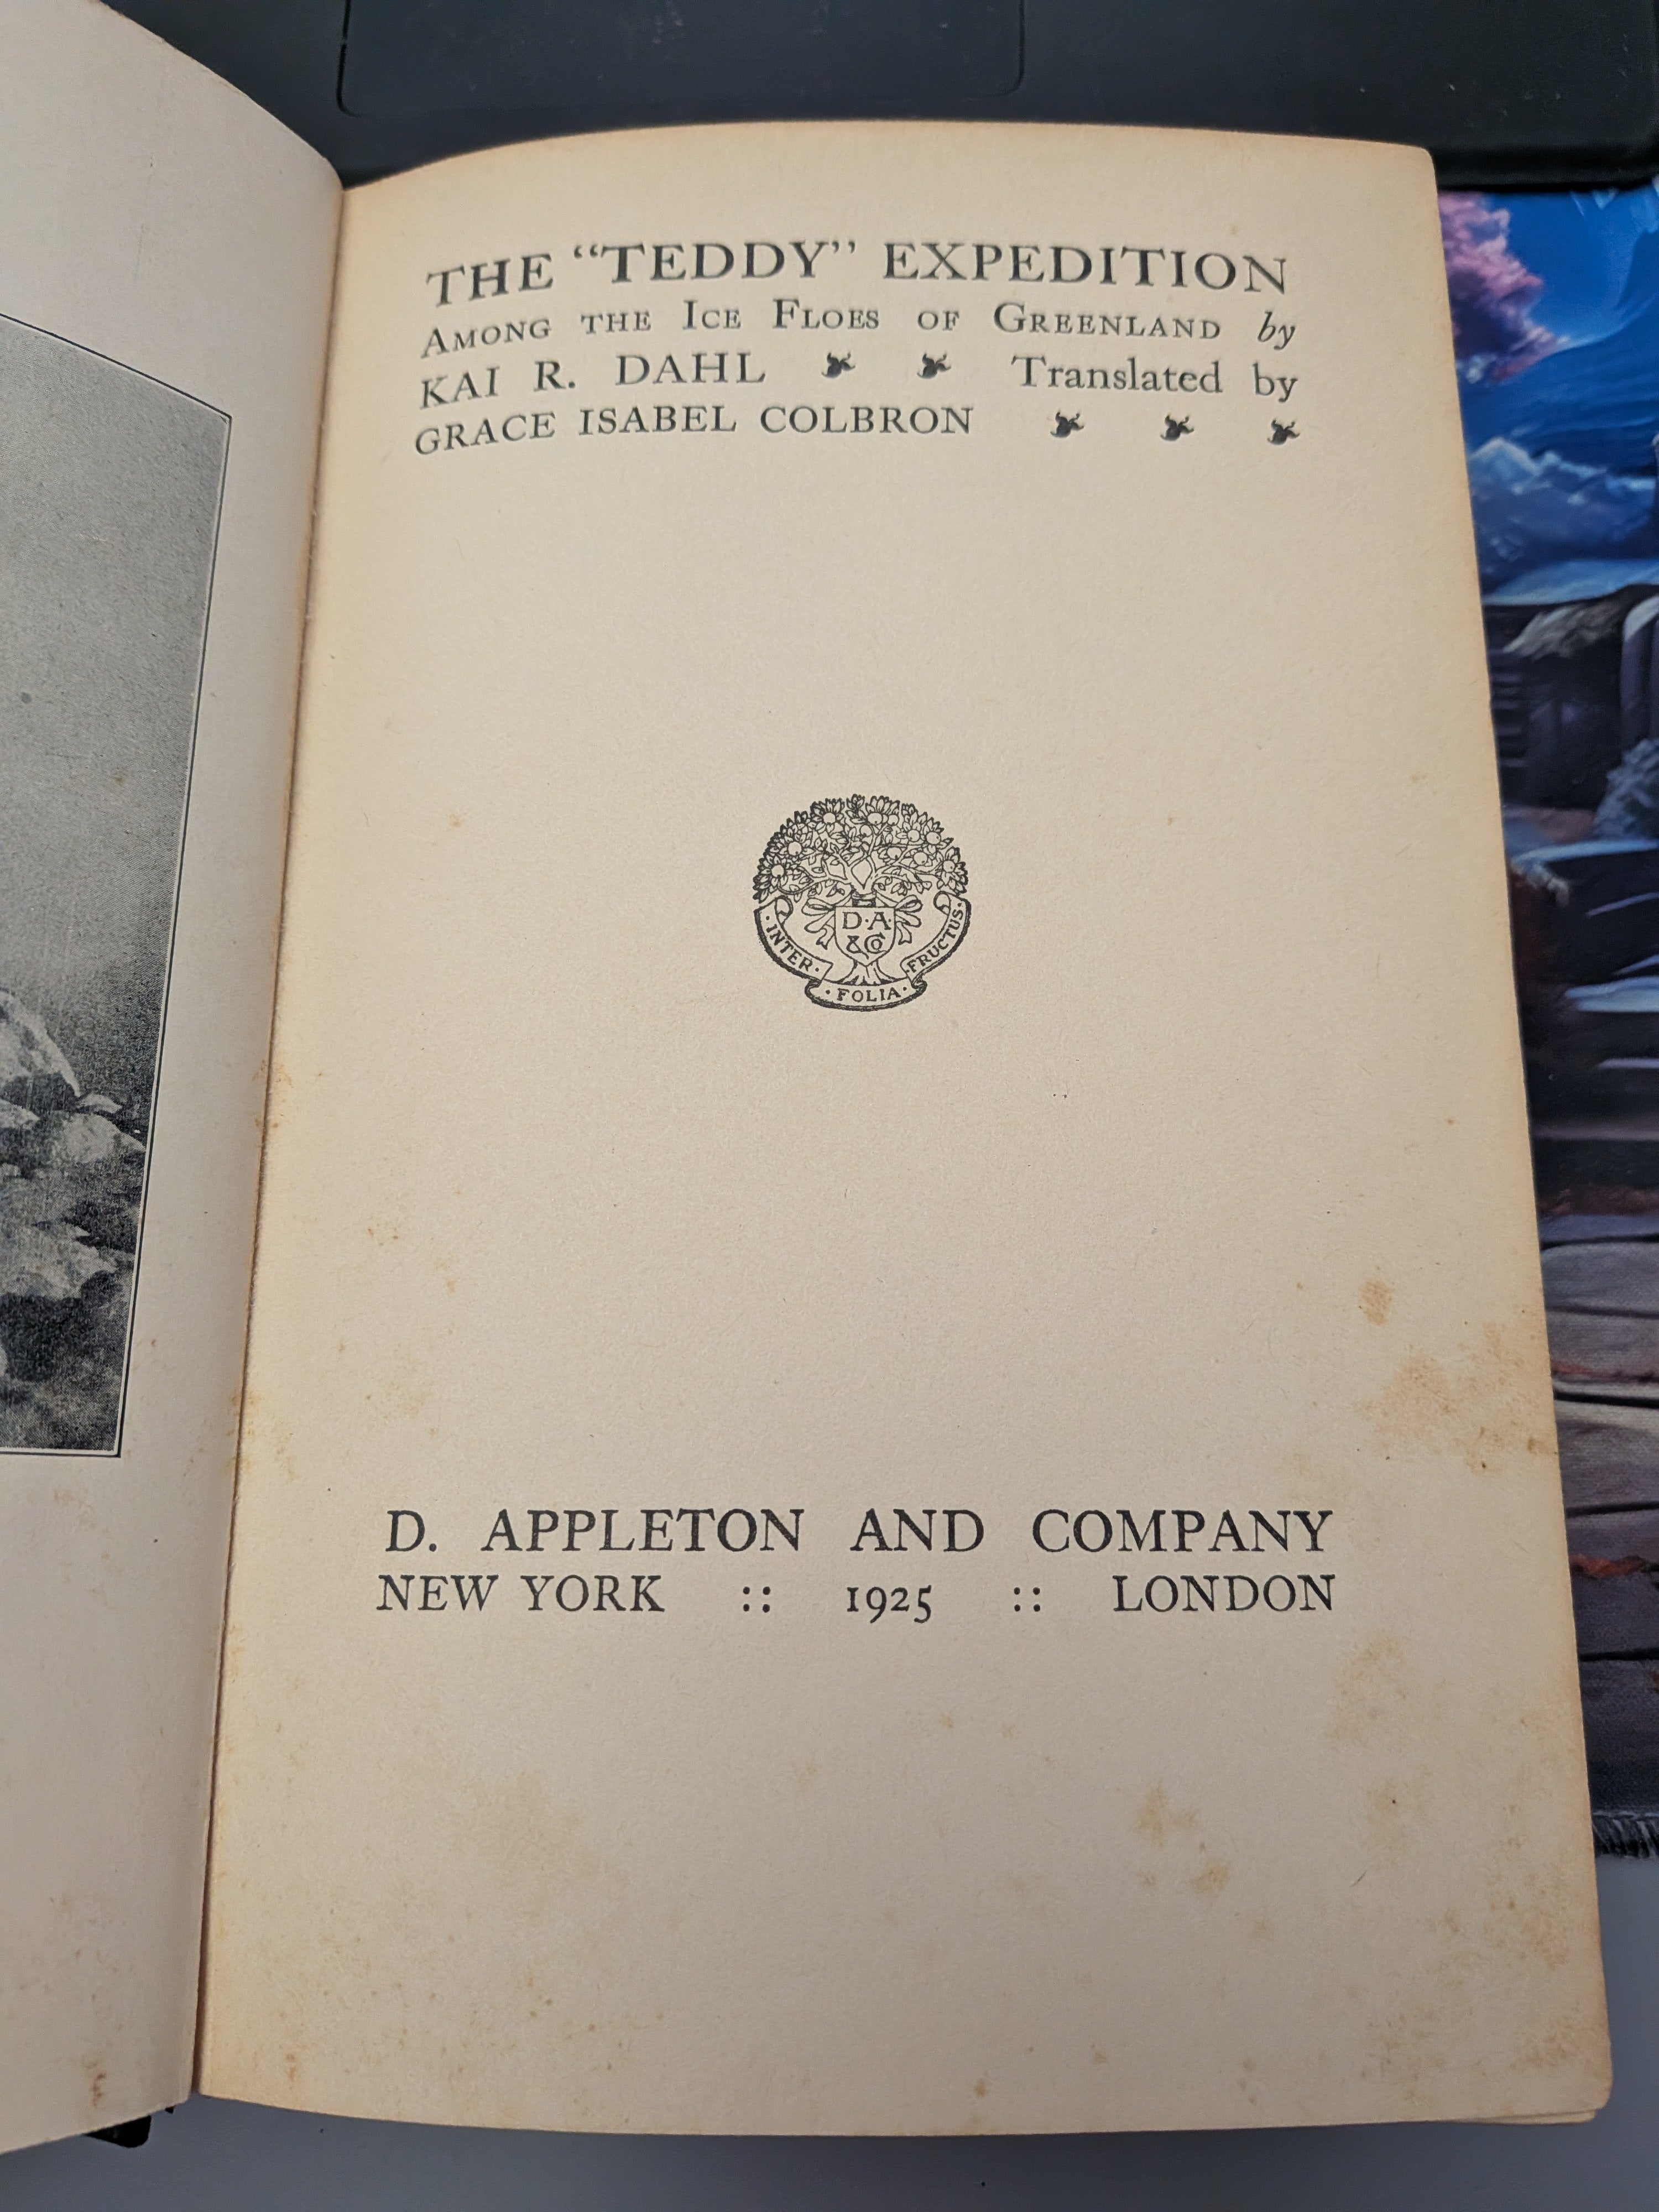 THE “TEDDY” EXPEDITION
AMONG THE ICE FLOES OF GREENLAND by
KAI R. DAHL Translated by
GRACE ISABEL COLBRON
D·A·
&Co
·INTER· ·FOLIA· FRUCTUS·
D. APPLETON AND COMPANY
NEW YORK :: 1925 :: LONDON